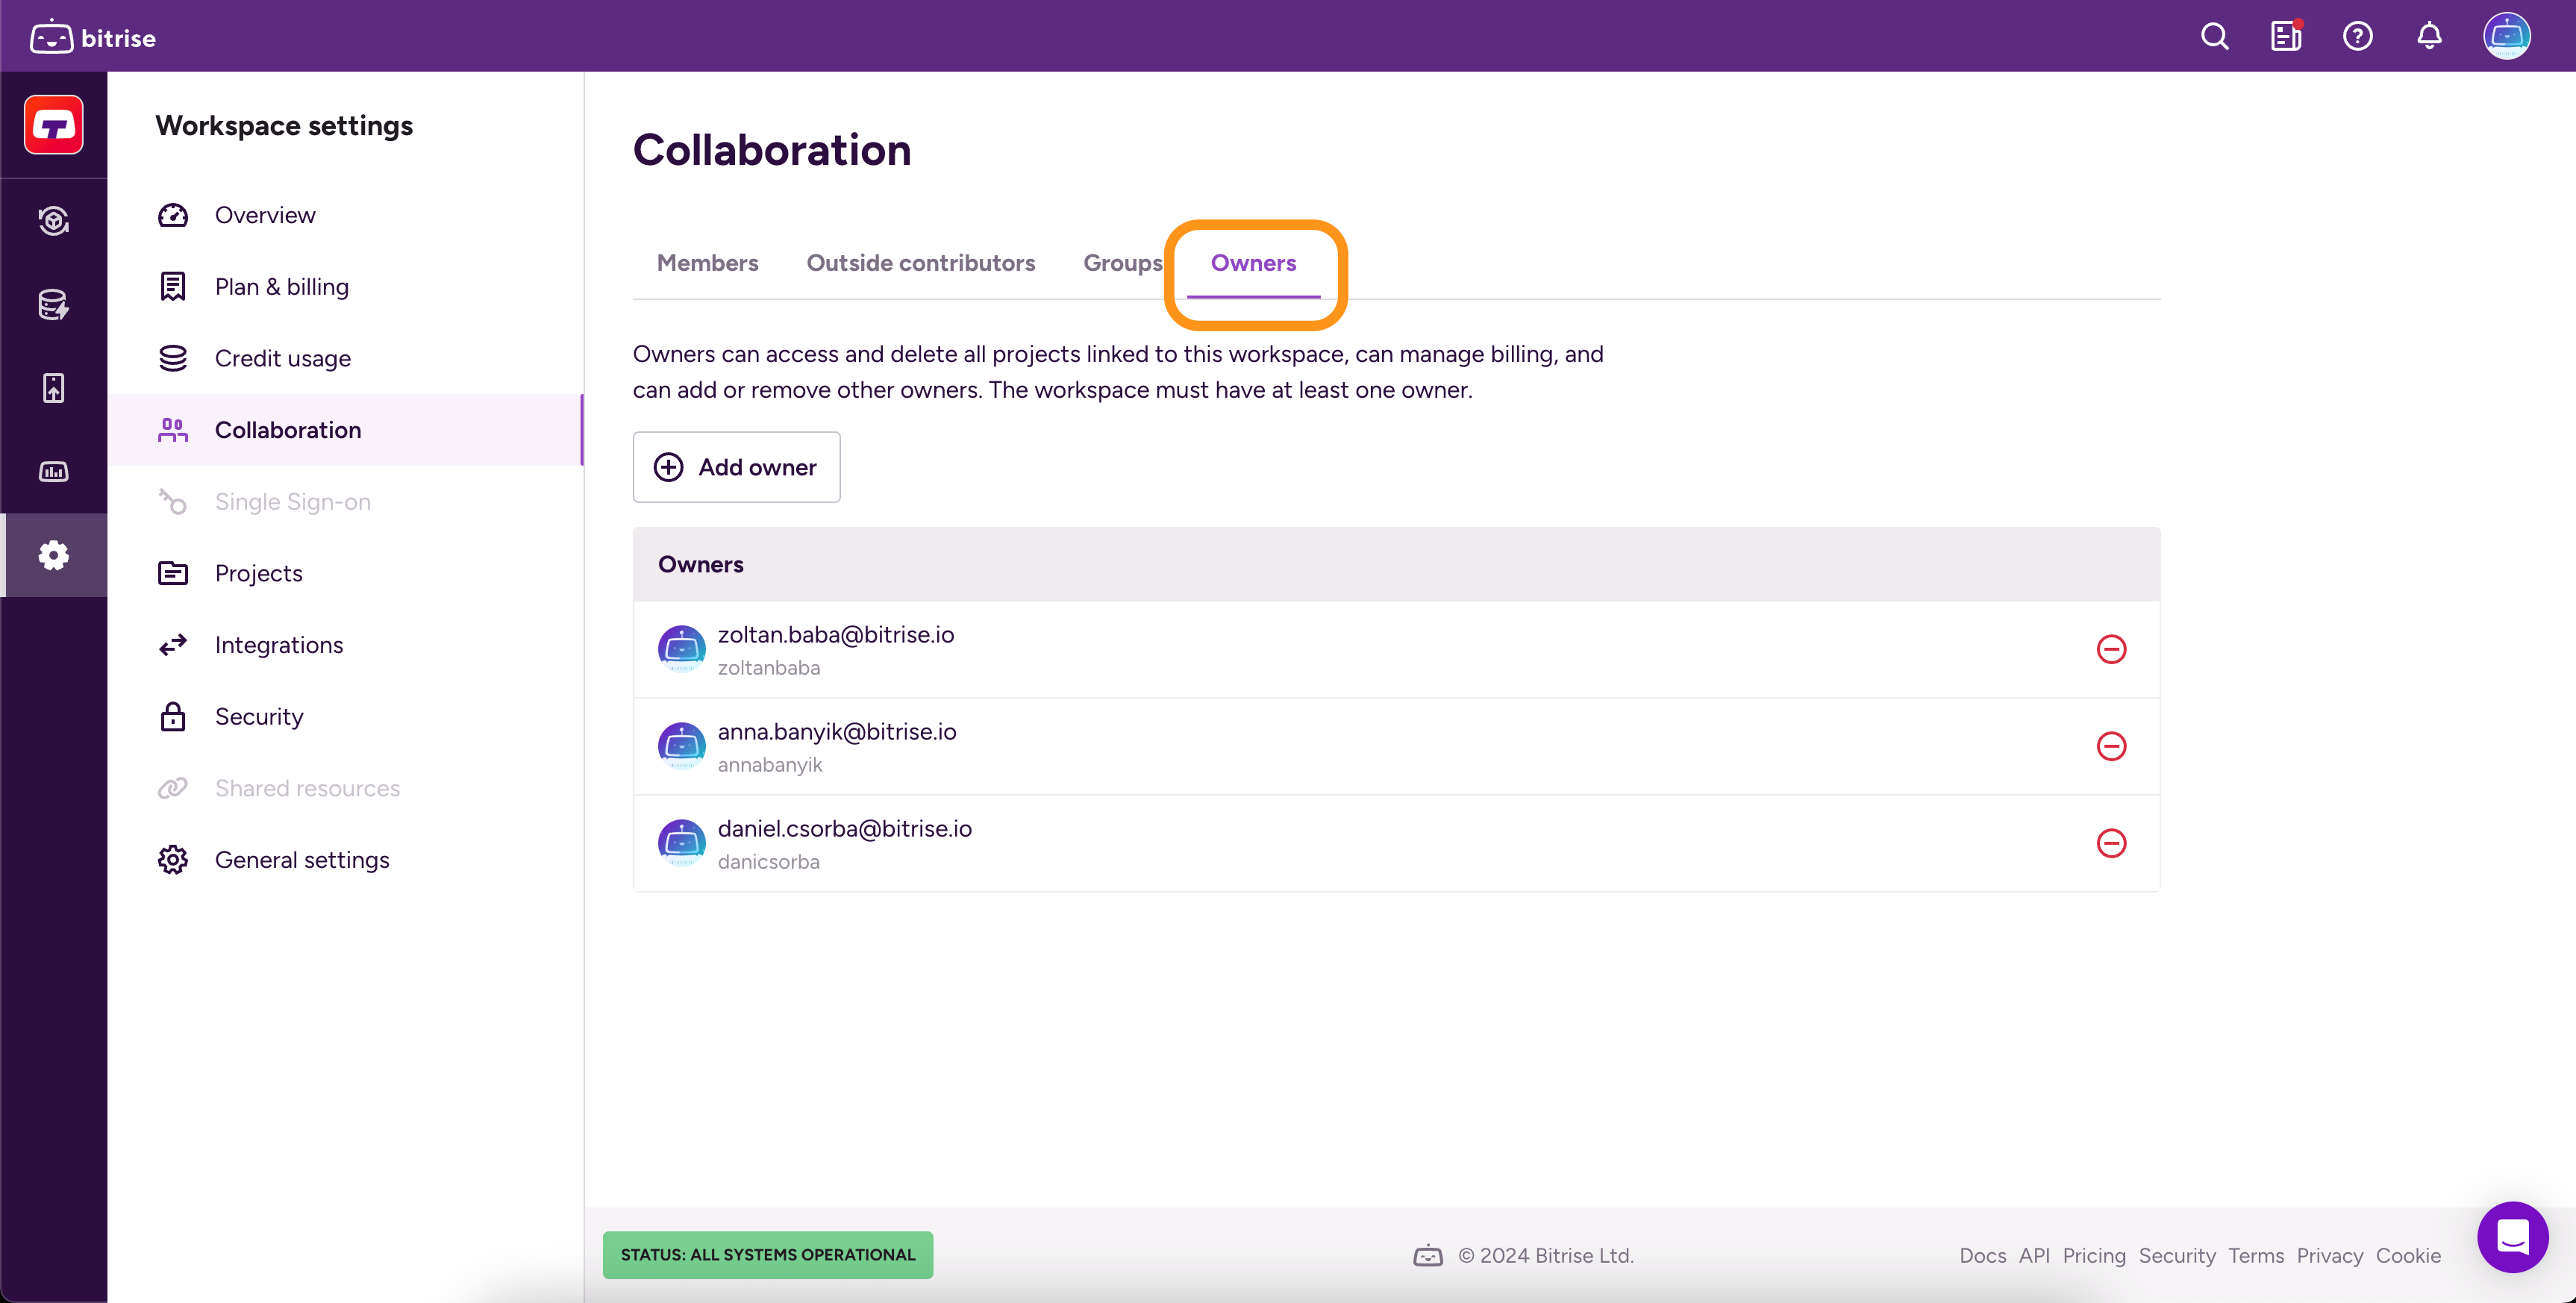 bitrise
Workspace settings
Overview
Plan & billing
Credit usage
Collaboration
Single Sign-on
Projects
Integrations
Security
Shared resources
General settings
Collaboration
Members Outside contributors Groups Owners
Owners can access and delete all projects linked to this workspace, can manage billing, and
can add or remove other owners. The workspace must have at least one owner.
Add owner
Owners
zoltan.baba@bitrise.io
zoltanbaba
anna.banyik@bitrise.io
annabanyik
daniel.csorba@bitrise.io
danicsorba
STATUS: ALL SYSTEMS OPERATIONAL
© 2024 Bitrise Ltd.
Docs API Pricing Security Terms Privacy Cookie